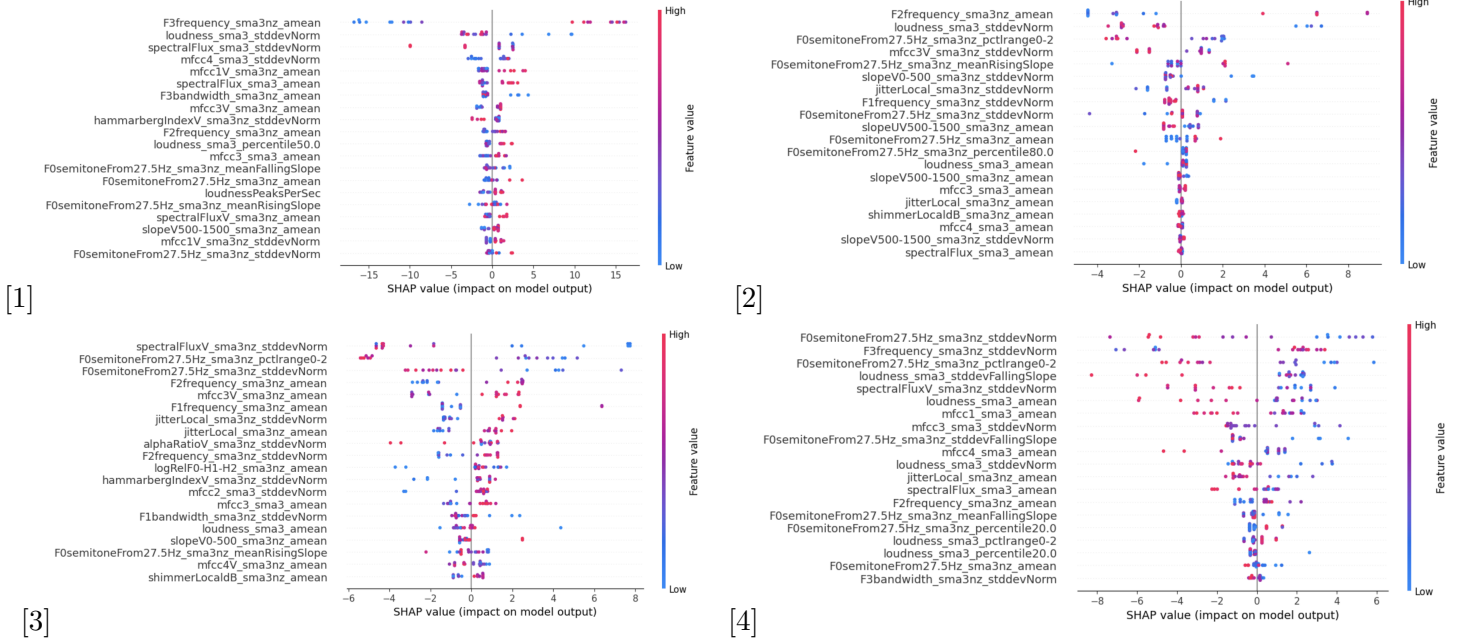 F3frequency_sma3nz_amean
loudness_sma3_stddevNorm
spectralFlux_sma3_stddevNorm
mfcc4_sma3_stddevNorm
mfcc1V_sma3nz_amean
spectralFlux_sma3_amean
F3bandwidth_sma3nz_amean
mfcc3V_sma3nz_amean
hammarbergIndexV_sma3nz_stddevNorm
F2frequency_sma3nz_amean
loudness_sma3_percentile50.0
mfcc3_sma3_amean
F0semitoneFrom27.5Hz_sma3nz_meanFallingSlope
F0semitoneFrom27.5Hz_sma3nz_amean
loudnessPeaksPerSec
F0semitoneFrom27.5Hz_sma3nz_meanRisingSlope
spectralFluxV_sma3nz_amean
slopeV500-1500_sma3nz_amean
mfcc1V_sma3nz_stddevNorm
F0semitoneFrom27.5Hz_sma3nz_stddevNorm
−15 −10 −5 0 5 10 15
SHAP value (impact on model output)
High
Feature value
Low
[1]
F2frequency_sma3nz_amean
loudness_sma3_stddevNorm
F0semitoneFrom27.5Hz_sma3nz_pctlrange0-2
mfcc3V_sma3nz_stddevNorm
F0semitoneFrom27.5Hz_sma3nz_meanRisingSlope
slopeV0-500_sma3nz_stddevNorm
jitterLocal_sma3nz_stddevNorm
F1frequency_sma3nz_stddevNorm
F0semitoneFrom27.5Hz_sma3nz_stddevNorm
slopeUV500-1500_sma3nz_amean
F0semitoneFrom27.5Hz_sma3nz_amean
F0semitoneFrom27.5Hz_sma3nz_percentile80.0
loudness_sma3_amean
slopeV500-1500_sma3nz_amean
mfcc3_sma3_amean
jitterLocal_sma3nz_amean
shimmerLocaldB_sma3nz_amean
mfcc4_sma3_amean
slopeV500-1500_sma3nz_stddevNorm
spectralFlux_sma3_amean
−4 −2 0 2 4 6 8
SHAP value (impact on model output)
High
Feature value
Low
[2]
spectralFluxV_sma3nz_stddevNorm
F0semitoneFrom27.5Hz_sma3nz_pctlrange0-2
F0semitoneFrom27.5Hz_sma3nz_stddevNorm
F2frequency_sma3nz_amean
mfcc3V_sma3nz_amean
F1frequency_sma3nz_amean
jitterLocal_sma3nz_stddevNorm
jitterLocal_sma3nz_amean
alphaRatioV_sma3nz_stddevNorm
F2frequency_sma3nz_stddevNorm
logRelF0-H1-H2_sma3nz_amean
hammarbergIndexV_sma3nz_stddevNorm
mfcc2_sma3_stddevNorm
mfcc3_sma3_amean
F1bandwidth_sma3nz_stddevNorm
loudness_sma3_amean
slopeV0-500_sma3nz_amean
F0semitoneFrom27.5Hz_sma3nz_meanRisingSlope
mfcc4V_sma3nz_amean
shimmerLocaldB_sma3nz_amean
−6 −4 −2 0 2 4 6 8
SHAP value (impact on model output)
High
Feature value
Low
[3]
F0semitoneFrom27.5Hz_sma3nz_stddevNorm
F3frequency_sma3nz_stddevNorm
F0semitoneFrom27.5Hz_sma3nz_pctlrange0-2
loudness_sma3_stddevFallingSlope
spectralFluxV_sma3nz_stddevNorm
loudness_sma3_amean
mfcc1_sma3_amean
mfcc3_sma3_stddevNorm
F0semitoneFrom27.5Hz_sma3nz_stddevFallingSlope
mfcc4_sma3_amean
loudness_sma3_stddevNorm
jitterLocal_sma3nz_amean
spectralFlux_sma3_amean
F2frequency_sma3nz_amean
F0semitoneFrom27.5Hz_sma3nz_meanFallingSlope
F0semitoneFrom27.5Hz_sma3nz_percentile20.0
loudness_sma3_pctlrange0-2
loudness_sma3_percentile20.0
F0semitoneFrom27.5Hz_sma3nz_amean
F3bandwidth_sma3nz_stddevNorm
−8 −6 −4 −2 0 2 4 6
SHAP value (impact on model output)
High
Feature value
Low
[4]